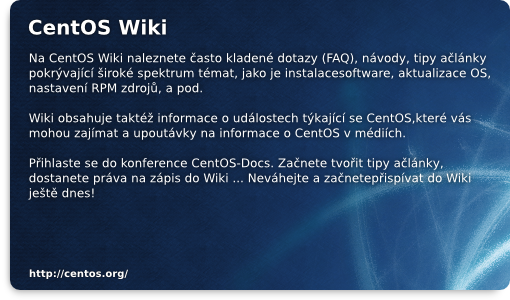 CentOS Wiki
Na CentOS Wiki naleznete často kladené dotazy (FAQ), návody, tipy ačlánky
pokrývající široké spektrum témat, jako je instalacesoftware, aktualizace OS,
nastavení RPM zdrojů, a pod.
Wiki obsahuje taktéž informace o událostech týkající se CentOS,které vás
mohou zajímat a upoutávky na informace o CentOS v médiích.
Přihlaste se do konference CentOS-Docs. Začnete tvořit tipy ačlánky,
dostanete práva na zápis do Wiki ... Neváhejte a začnetepřispívat do Wiki
ještě dnes!
http://centos.org/